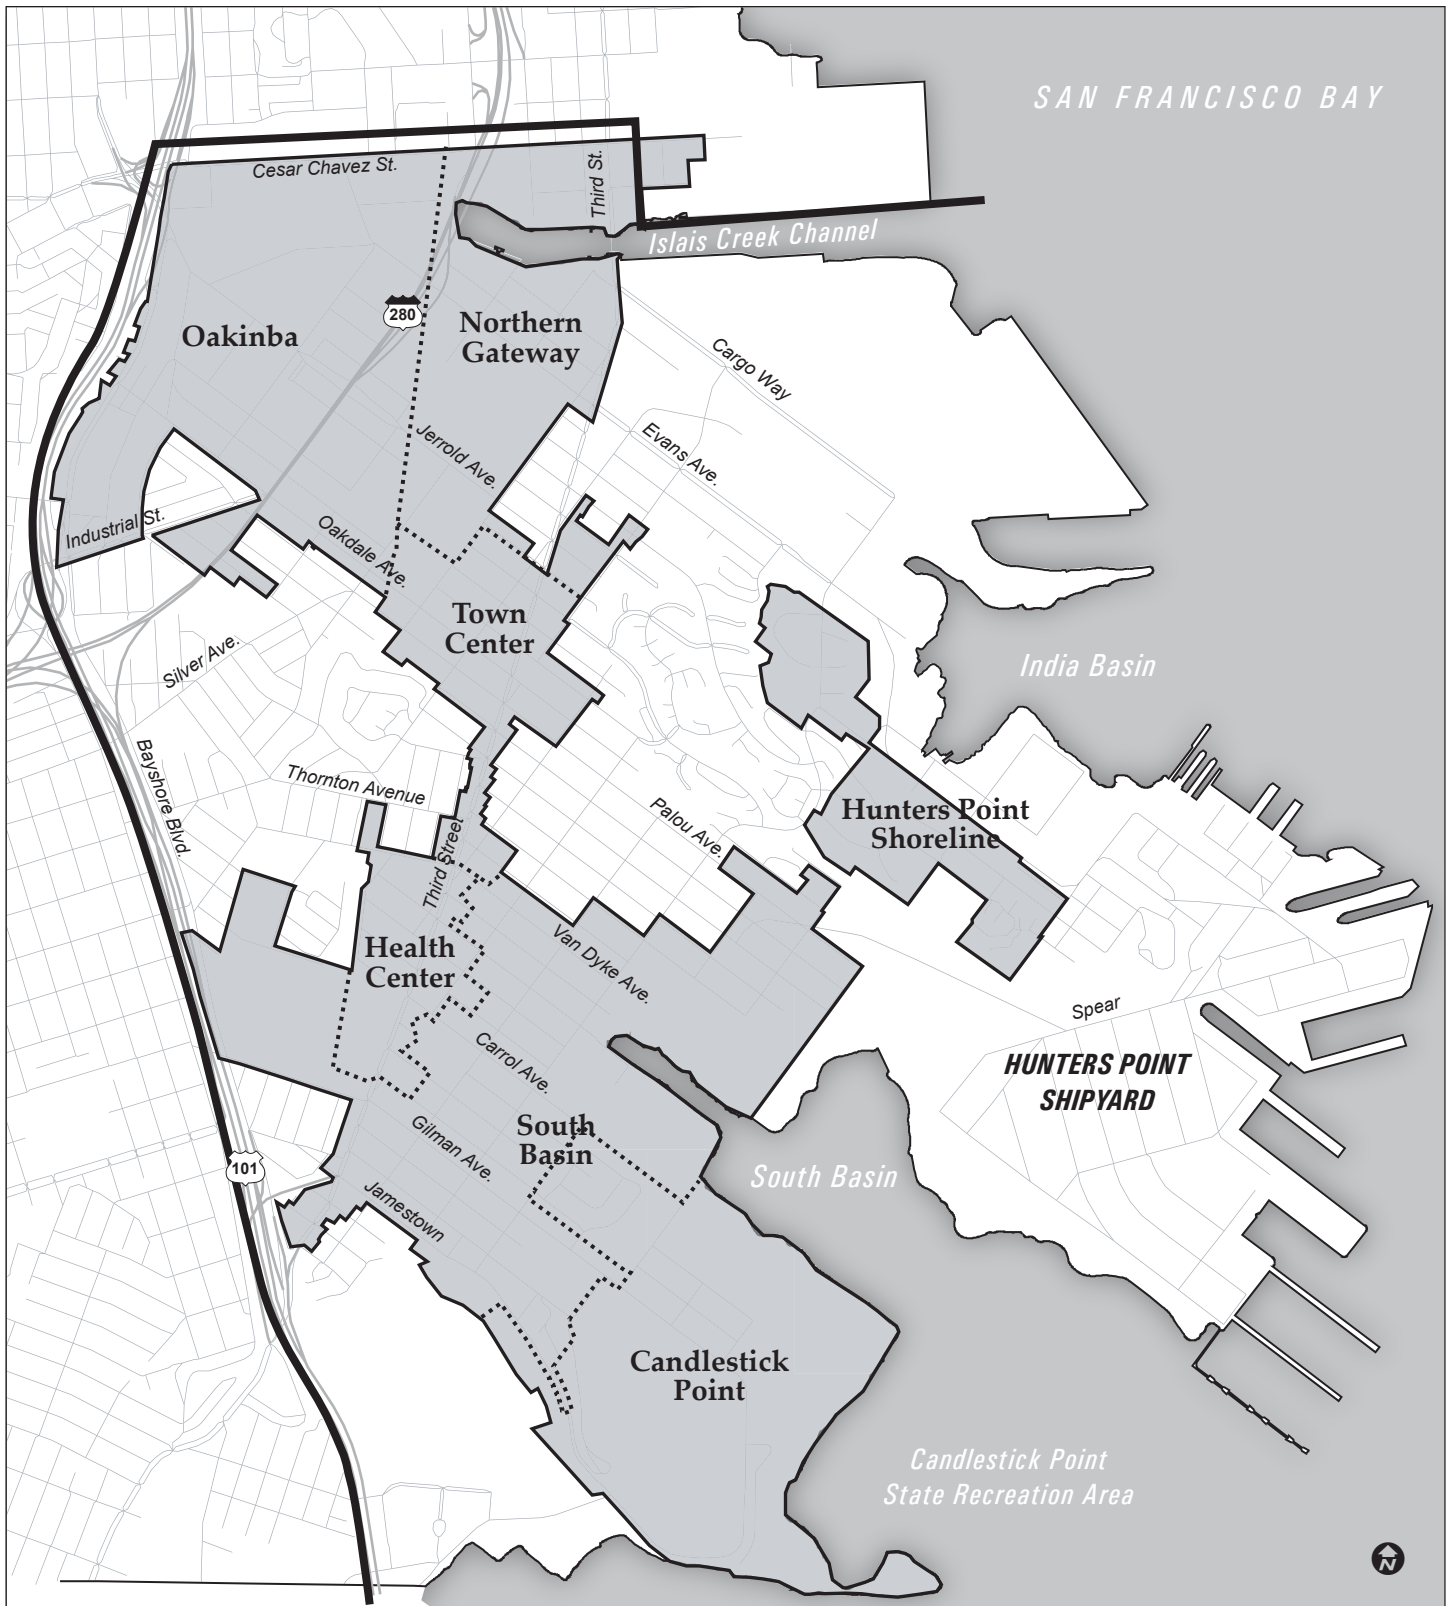 SAN FRANCISCO BAY
Cesar Chavez St.
Third St.
Islais Creek Channel
280
Oakinba
Northern
Gateway
Cargo Way
Jerrold Ave.
Evans Ave.
Industrial St.
Oakdale Ave.
Town
Center
Silver Ave.
India Basin
Bayshore Blvd.
Thornton Avenue
Third Street
Palou Ave.
Hunters Point
Shoreline
Health
Center
Van Dyke Ave.
Spear
Carrol Ave.
HUNTERS POINT
SHIPYARD
South
Basin
Gilman Ave.
101
South Basin
Jamestown
Candlestick
Point
Candlestick Point
State Recreation Area
N